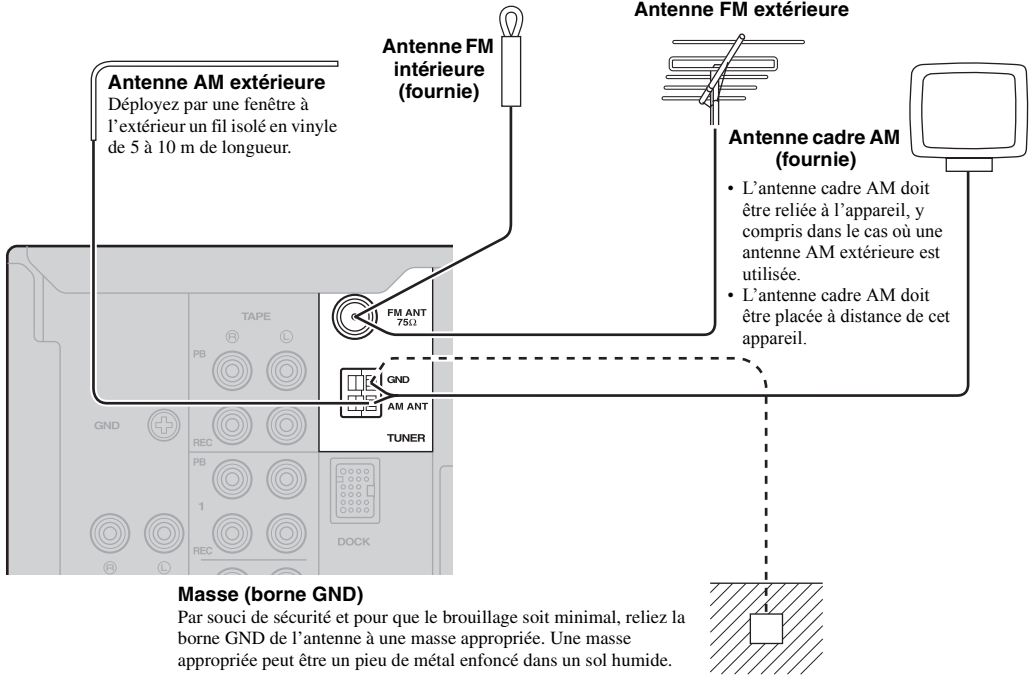 Antenne FM extérieure
Antenne FM
intérieure
(fournie)
Antenne AM extérieure
Déployez par une fenêtre à
l'extérieur un fil isolé en vinyle
de 5 à 10 m de longueur.
Antenne cadre AM
(fournie)
• L'antenne cadre AM doit
être reliée à l'appareil, y
compris dans le cas où une
antenne AM extérieure est
utilisée.
• L'antenne cadre AM doit
être placée à distance de cet
appareil.
TAPE
R L
PB
REC
GND
PB
1
REC
R L
FM ANT
75Ω
GND
AM ANT
TUNER
DOCK
Masse (borne GND)
Par souci de sécurité et pour que le brouillage soit minimal, reliez la
borne GND de l'antenne à une masse appropriée. Une masse
appropriée peut être un pieu de métal enfoncé dans un sol humide.